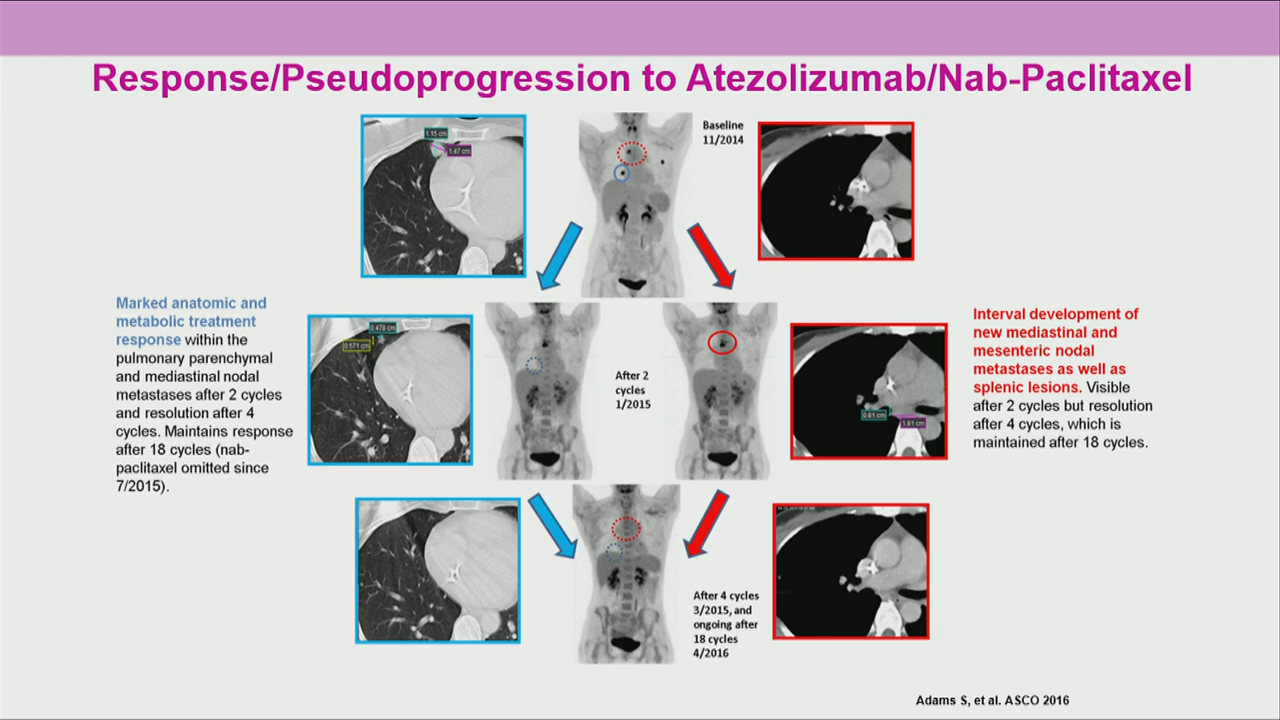 Response/Pseudoprogression to Atezolizumab/Nab-Paclitaxel
1.15 cm
1.47 cm
Baseline
11/2014
Marked anatomic and
metabolic treatment
response within the
pulmonary parenchymal
and mediastinal nodal
metastases after 2 cycles
and resolution after 4
cycles. Maintains response
after 18 cycles (nab-
paclitaxel omitted since
7/2015).
0.478 cm
0.571 cm
After 2
cycles
1/2015
0.81 cm
1.81 cm
Interval development of
new mediastinal and
mesenteric nodal
metastases as well as
splenic lesions. Visible
after 2 cycles but resolution
after 4 cycles, which is
maintained after 18 cycles.
After 4 cycles
3/2015, and
ongoing after
18 cycles
4/2016
Adams S, et al. ASCO 2016